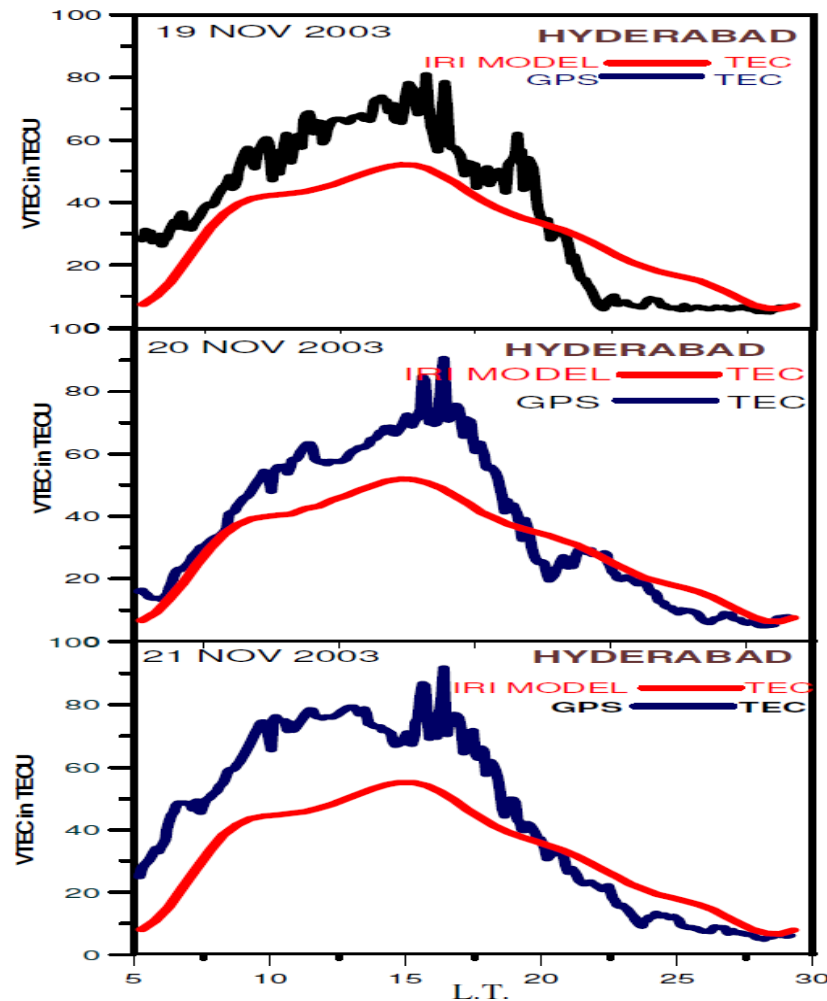 100
19 NOV 2003 HYDERABAD
IRI MODEL TEC
GPS TEC
80
60
40
20
VTEC in TECU
100 0
20 NOV 2003 HYDERABAD
IRI MODEL TEC
GPS TEC
80
60
40
20
VTEC in TECU
100 0
21 NOV 2003 HYDERABAD
IRI MODEL TEC
GPS TEC
80
60
40
20
0
VTEC in TECU
5 10 15 20 25 30
L.T.